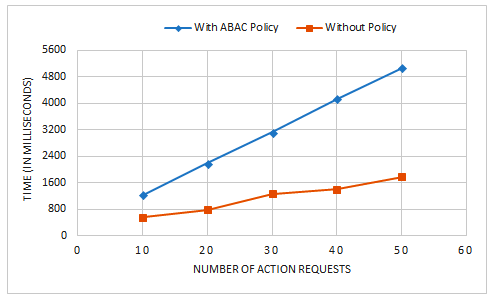 With ABAC Policy Without Policy
5600
4800
4000
3200
2400
1600
800
0
0 10 20 30 40 50 60
TIME (IN MILLISECONDS)
NUMBER OF ACTION REQUESTS